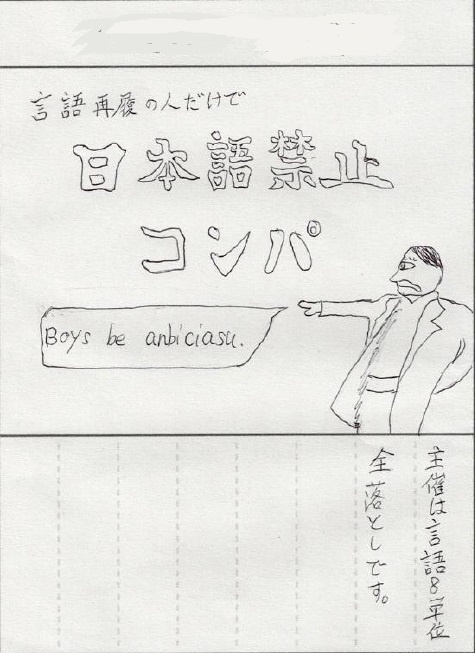 言語再履の人だけで
日本語禁止
コンパ
Boys be anbiciasu.
主催は言語8単位
全落としです。